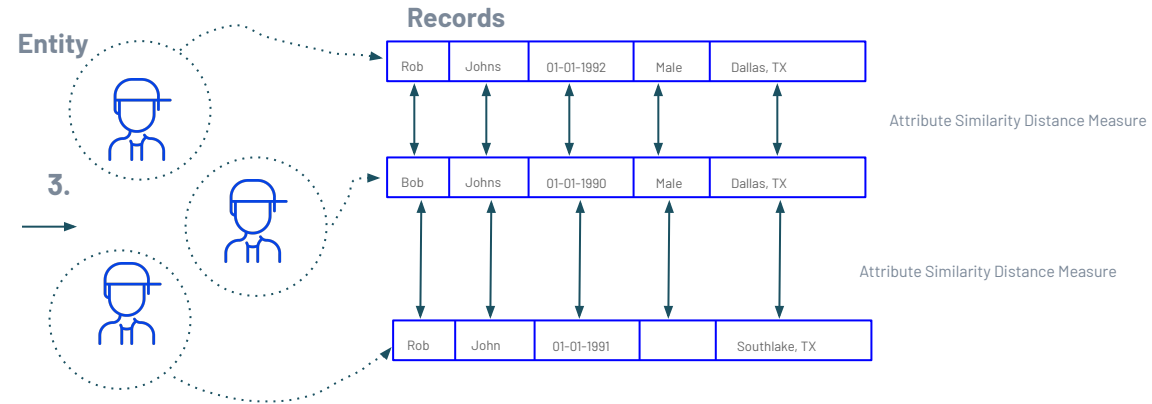 Records
Entity
Rob Johns 01-01-1992 Male Dallas, TX
Attribute Similarity Distance Measure
3.
Bob Johns 01-01-1990 Male Dallas, TX
Attribute Similarity Distance Measure
Rob John 01-01-1991 Southlake, TX